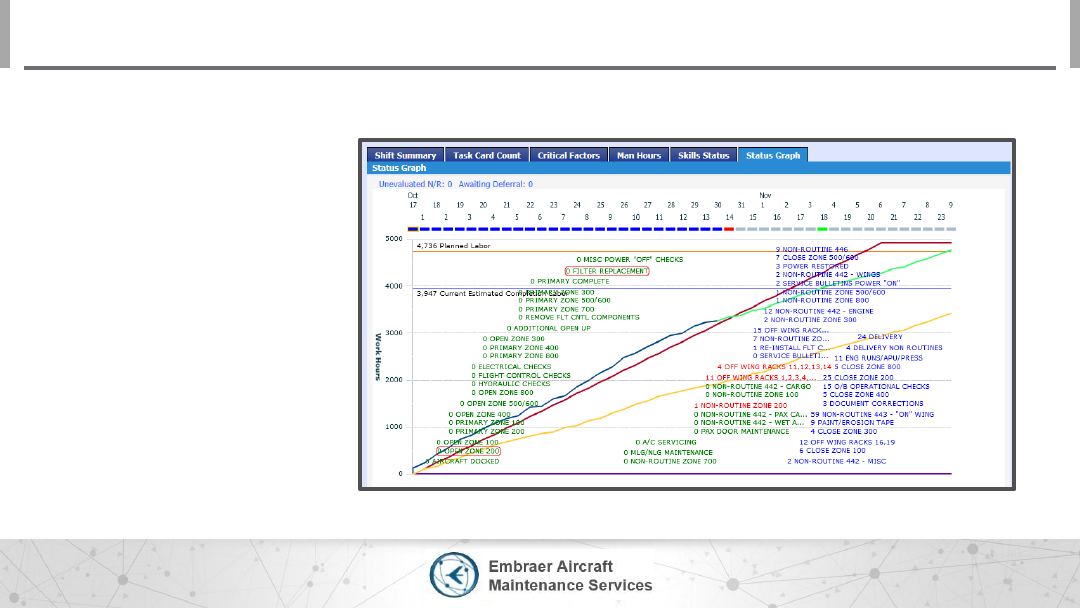 Shift Summary Task Card Count Critical Factors Man Hours Skills Status Status Graph
Status Graph
Unevaluated N/R: 0 Awaiting Deferral: 0
Oct Nov
17 18 19 20 21 22 23 24 25 26 27 28 29 30 31 1 2 3 4 5 6 7 8 9
1 2 3 4 5 6 7 8 9 10 11 12 13 14 15 16 17 18 19 20 21 22 23
5000
4,736 Planned Labor
9 NON-ROUTINE 446
7 CLOSE ZONE 500/600
0 MISC POWER "OFF" CHECKS
3 POWER RESTORED
0 FILTER REPLACEMENT
2 NON-ROUTINE 442 - WINGS
0 PRIMARY COMPLETE
2 SERVICE BULLETINS POWER "ON"
4000
3,947 Current Estimated Completion Labor
0 PRIMARY ZONE 300
1 NON-ROUTINE ZONE 500/600
0 PRIMARY ZONE 500/600
1 NON-ROUTINE ZONE 800
0 PRIMARY ZONE 700
12 NON-ROUTINE 442 - ENGINE
0 REMOVE FLT CNTL COMPONENTS
2 NON-ROUTINE ZONE 300
0 ADDITIONAL OPEN UP
15 OFF WING RACK...
3000
0 OPEN ZONE 300
7 NON-ROUTINE ZO...
24 DELIVERY
0 PRIMARY ZONE 400
1 RE-INSTALL FLT C...
4 DELIVERY NON ROUTINES
0 PRIMARY ZONE 800
0 SERVICE BULLETI...
11 ENG RUNS/APU/PRESS
Work Hours
0 ELECTRICAL CHECKS
4 OFF WING RACKS 11,12,13,14
5 CLOSE ZONE 800
0 FLIGHT CONTROL CHECKS
11 OFF WING RACKS 1,2,3,4,...
25 CLOSE ZONE 200
2000
0 HYDRAULIC CHECKS
0 NON-ROUTINE 442 - CARGO
15 O/B OPERATIONAL CHECKS
0 OPEN ZONE 800
0 NON-ROUTINE ZONE 100
5 CLOSE ZONE 400
0 OPEN ZONE 500/600
1 NON-ROUTINE ZONE 200
3 DOCUMENT CORRECTIONS
0 OPEN ZONE 400
0 NON-ROUTINE 442 - PAX CA...
59 NON-ROUTINE 443 - "ON" WING
0 PRIMARY ZONE 100
0 NON-ROUTINE 442 - WET A...
9 PAINT/EROSION TAPE
1000
0 PRIMARY ZONE 200
0 PAX DOOR MAINTENANCE
4 CLOSE ZONE 300
0 OPEN ZONE 100
0 A/C SERVICING
12 OFF WING RACKS 16,19
0 OPEN ZONE 200
0 MLG/NLG MAINTENANCE
6 CLOSE ZONE 100
0 AIRCRAFT DOCKED
0 NON-ROUTINE ZONE 700
2 NON-ROUTINE 442 - MISC
0
Embraer Aircraft
Maintenance Services